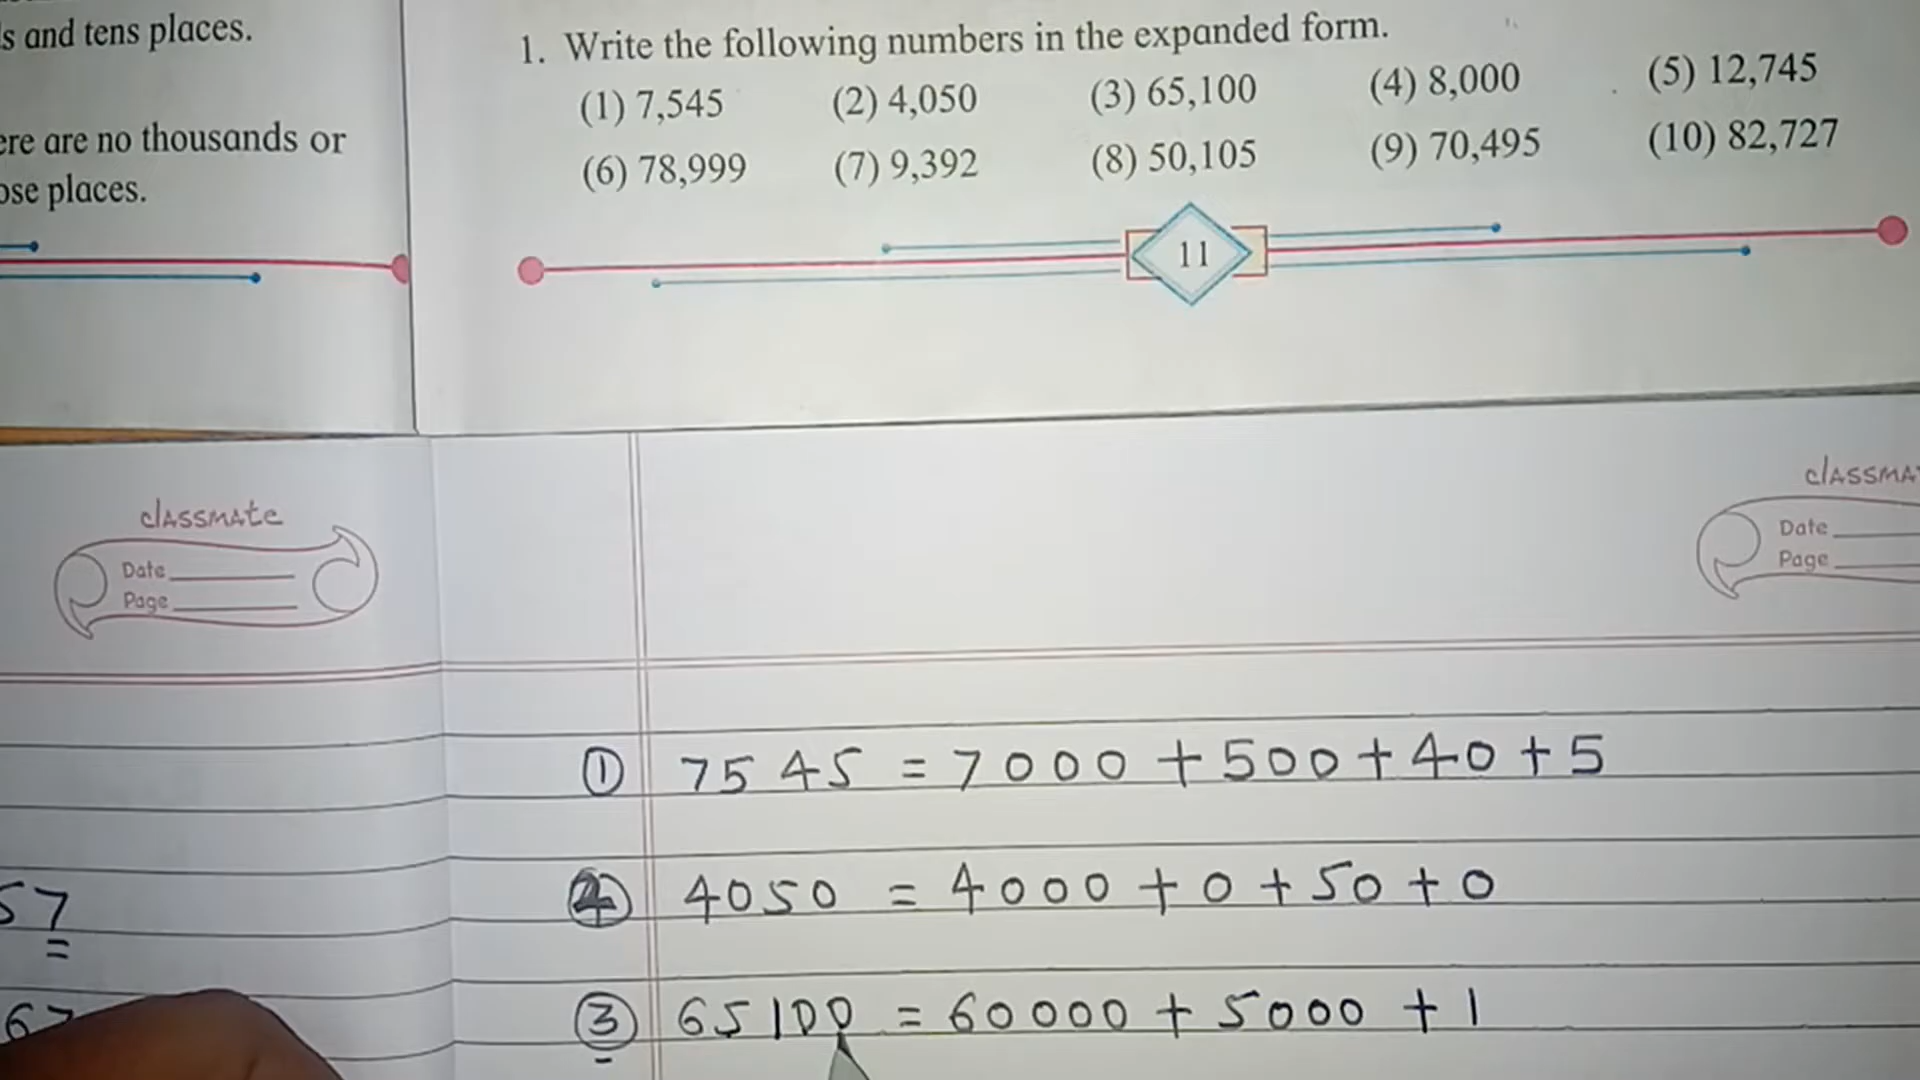 s and tens places.
ere are no thousands or
ose places.
1. Write the following numbers in the expanded form.
(1) 7,545 (2) 4,050 (3) 65,100 (4) 8,000 (5) 12,745
(6) 78,999 (7) 9,392 (8) 50,105 (9) 70,495 (10) 82,727
11
classmate
Date
Page
classma
Date
Page
① 7545 = 7000 + 500 + 40 + 5
② 4050 = 4000 + 0 + 50 + 0
③ 65100 = 60000 + 5000 + 1
57
67